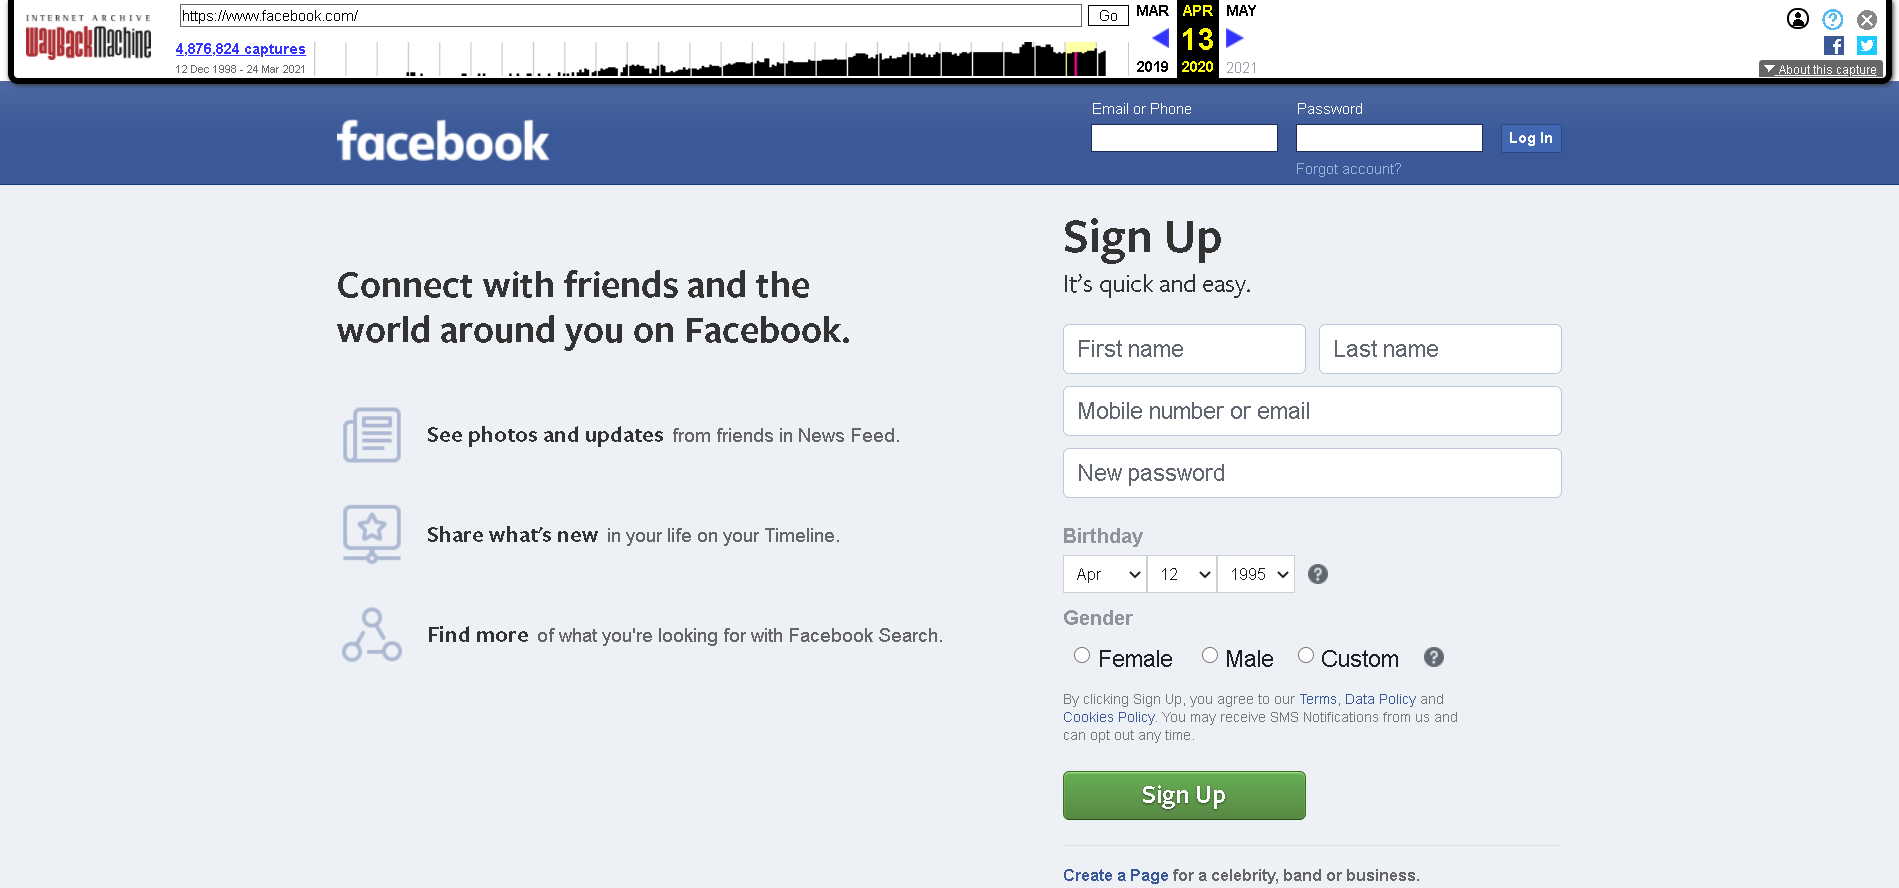 INTERNET ARCHIVE
WayBackMachine
https://www.facebook.com/
Go
4,876,824 captures
12 Dec 1998 - 24 Mar 2021
MAR APR MAY
13
2019 2020 2021
About this capture
facebook
Email or Phone
Password
Log In
Forgot account?
Connect with friends and the
world around you on Facebook.
See photos and updates from friends in News Feed.
Share what's new in your life on your Timeline.
Find more of what you're looking for with Facebook Search.
Sign Up
It's quick and easy.
First name
Last name
Mobile number or email
New password
Birthday
Apr 12 1995 ?
Gender
Female Male Custom ?
By clicking Sign Up, you agree to our Terms, Data Policy and
Cookies Policy. You may receive SMS Notifications from us and
can opt out any time.
Sign Up
Create a Page for a celebrity, band or business.